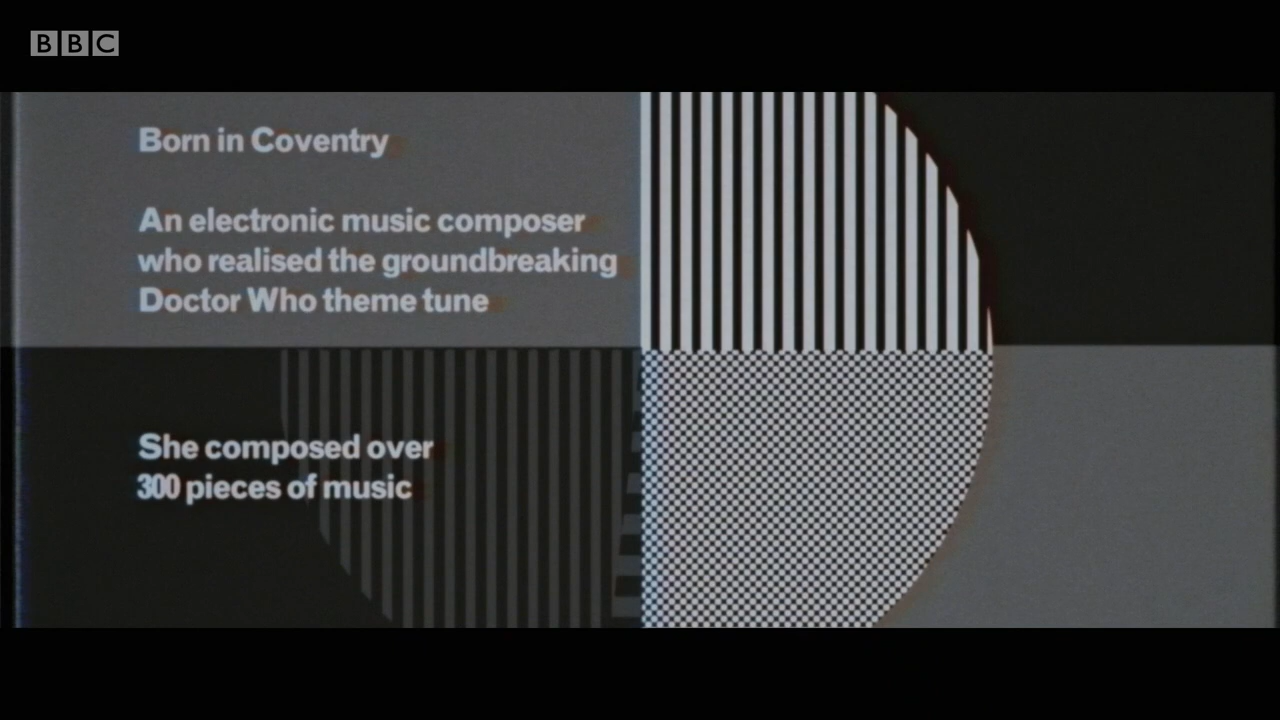 BBC
Born in Coventry
An electronic music composer
who realised the groundbreaking
Doctor Who theme tune
She composed over
300 pieces of music